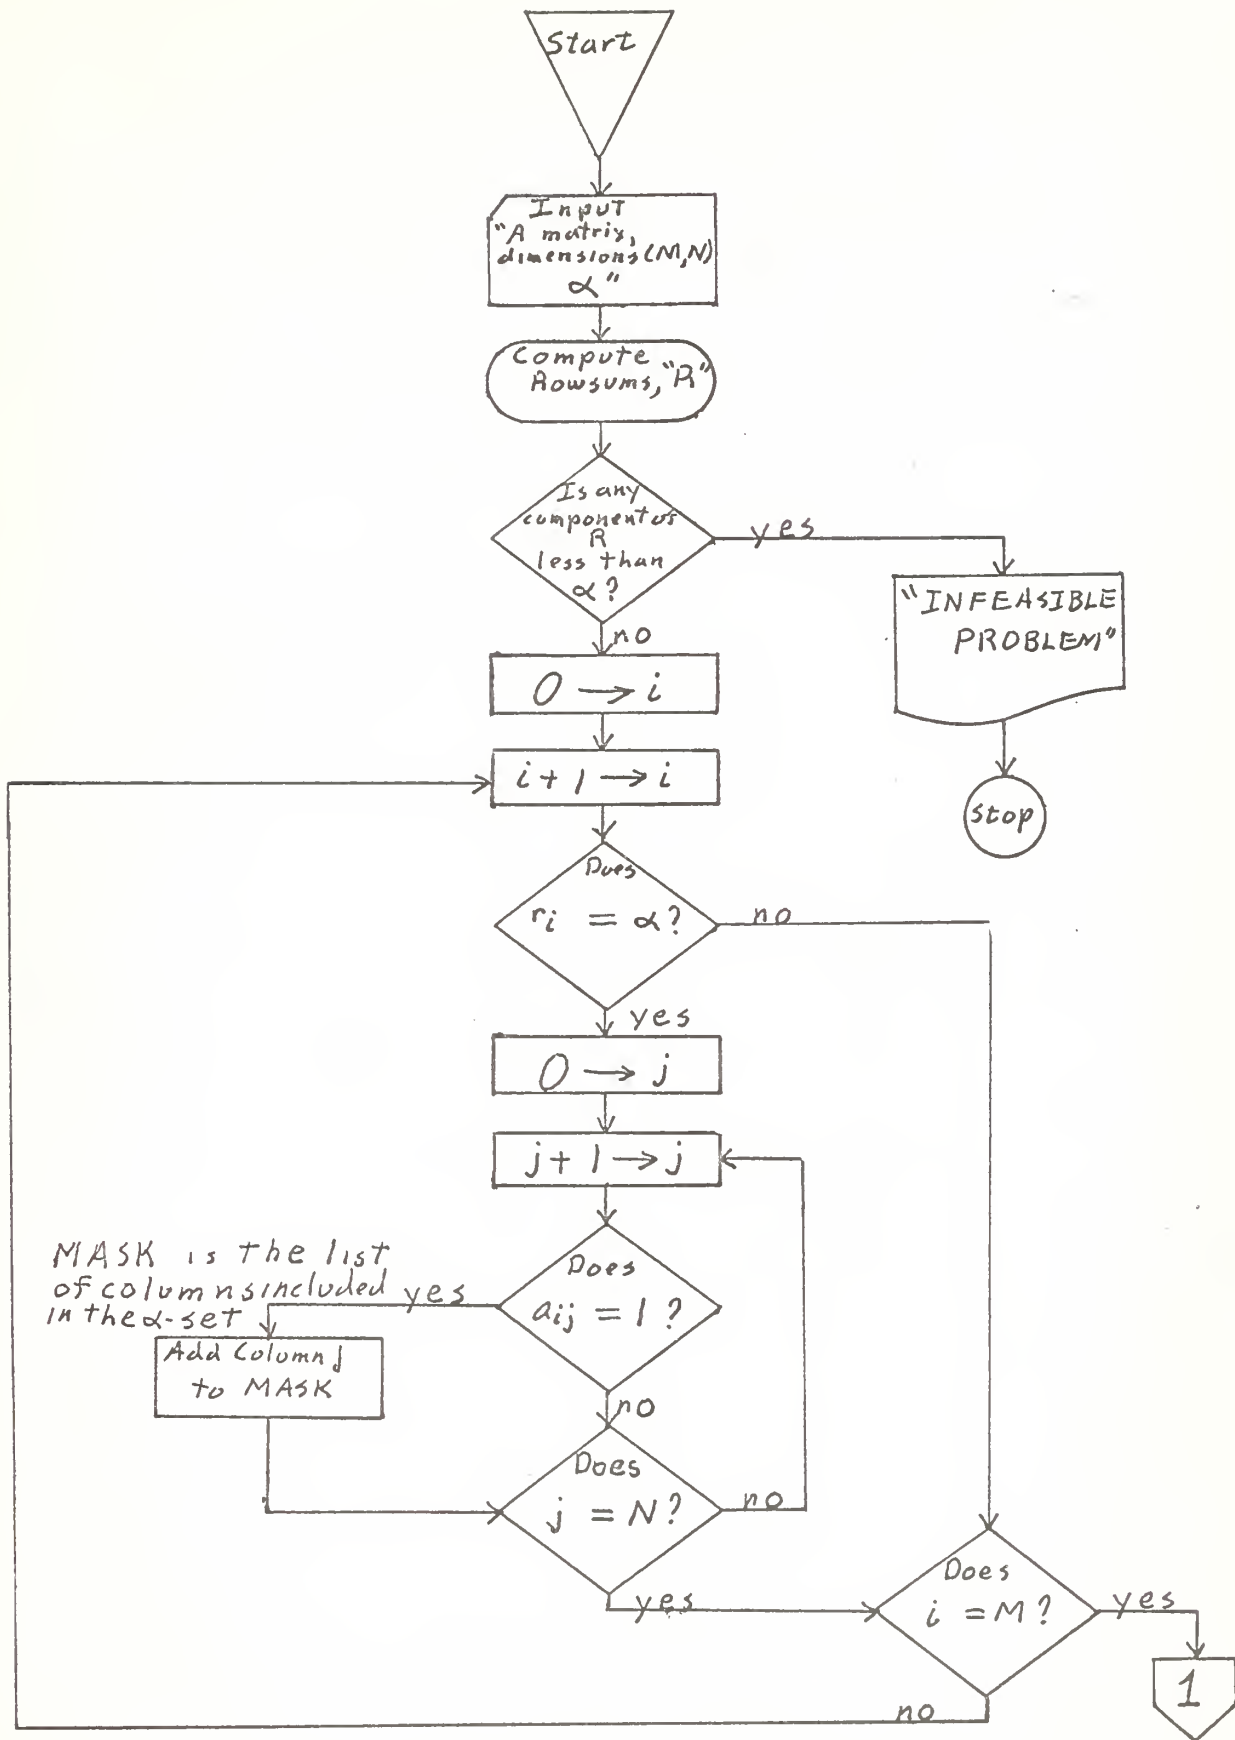 Start
Input
"A matrix,
dimensions (M,N)
α"
Compute
Rowsums, "R"
Is any
component of
R
less than
α?
yes
"INFEASIBLE
PROBLEM"
Stop
no
0 → i
i + 1 → i
Does
ri = α?
no
yes
0 → j
j + 1 → j
MASK is the list
of columns included
in the α-set
Does
aij = 1?
yes
Add Column j
to MASK
no
Does
j = N?
no
yes
Does
i = M?
yes
1
no